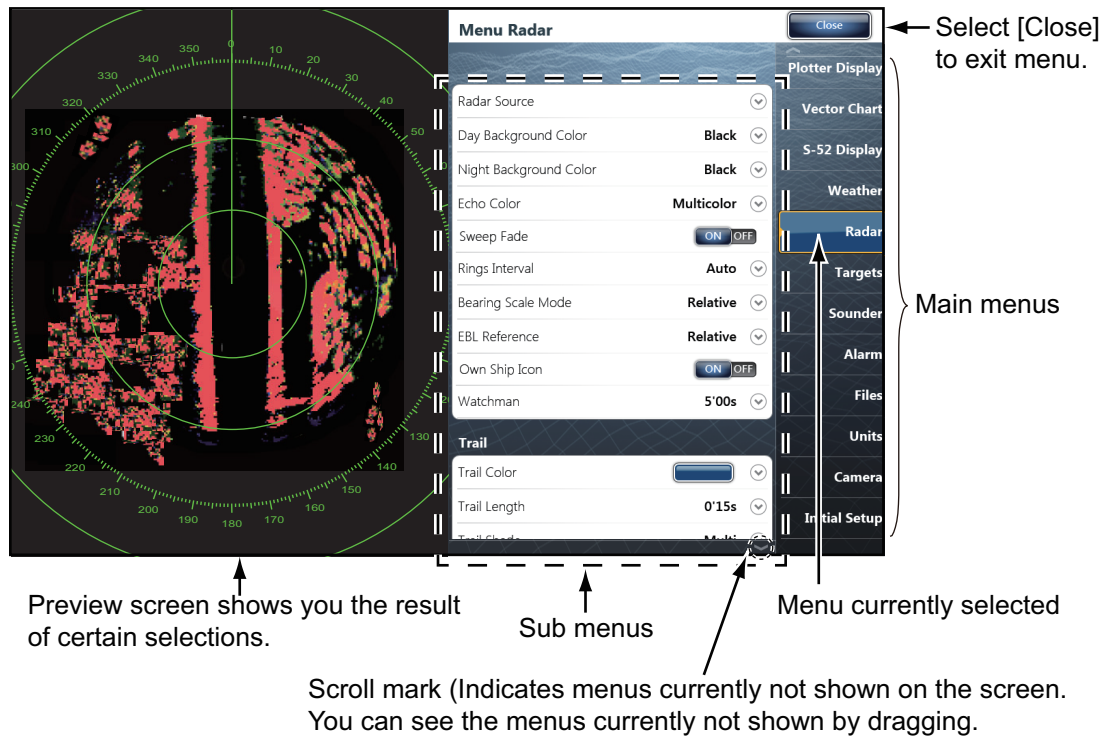 Menu Radar
Close
Select [Close]
to exit menu.
Radar Source
Day Background Color Black
Night Background Color Black
Echo Color Multicolor
Sweep Fade ON OFF
Rings Interval Auto
Bearing Scale Mode Relative
EBL Reference Relative
Own Ship Icon ON OFF
Watchman 5'00s
Trail
Trail Color
Trail Length 0'15s
Trail Shade Multi
Plotter Display
Vector Chart
S-52 Display
Weather
Radar
Targets
Sounder
Alarm
Files
Units
Camera
Initial Setup
Main menus
0
10
20
30
40
50
130
140
150
160
170
180
190
200
210
220
230
240
300
310
320
330
340
350
Preview screen shows you the result
of certain selections.
Sub menus
Menu currently selected
Scroll mark (Indicates menus currently not shown on the screen.
You can see the menus currently not shown by dragging.